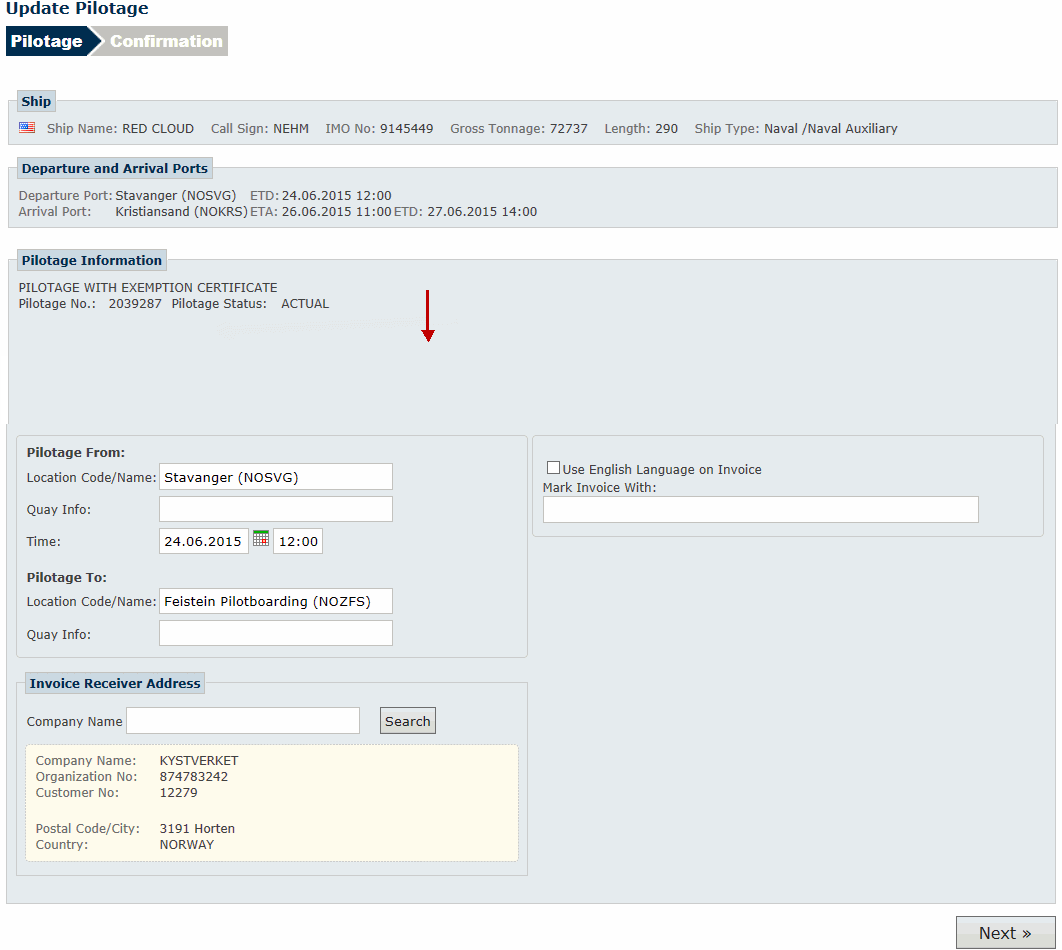 Update Pilotage
Pilotage Confirmation
Ship
Ship Name: RED CLOUD Call Sign: NEHM IMO No: 9145449 Gross Tonnage: 72737 Length: 290 Ship Type: Naval /Naval Auxiliary
Departure and Arrival Ports
Departure Port: Stavanger (NOSVG) ETD: 24.06.2015 12:00
Arrival Port: Kristiansand (NOKRS) ETA: 26.06.2015 11:00 ETD: 27.06.2015 14:00
Pilotage Information
PILOTAGE WITH EXEMPTION CERTIFICATE
Pilotage No.: 2039287 Pilotage Status: ACTUAL
Pilotage From:
Location Code/Name: Stavanger (NOSVG)
Quay Info:
Time: 24.06.2015 12:00
Pilotage To:
Location Code/Name: Feistein Pilotboarding (NOZFS)
Quay Info:
Use English Language on Invoice
Mark Invoice With:
Invoice Receiver Address
Company Name Search
Company Name: KYSTVERKET
Organization No: 874783242
Customer No: 12279
Postal Code/City: 3191 Horten
Country: NORWAY
Next »